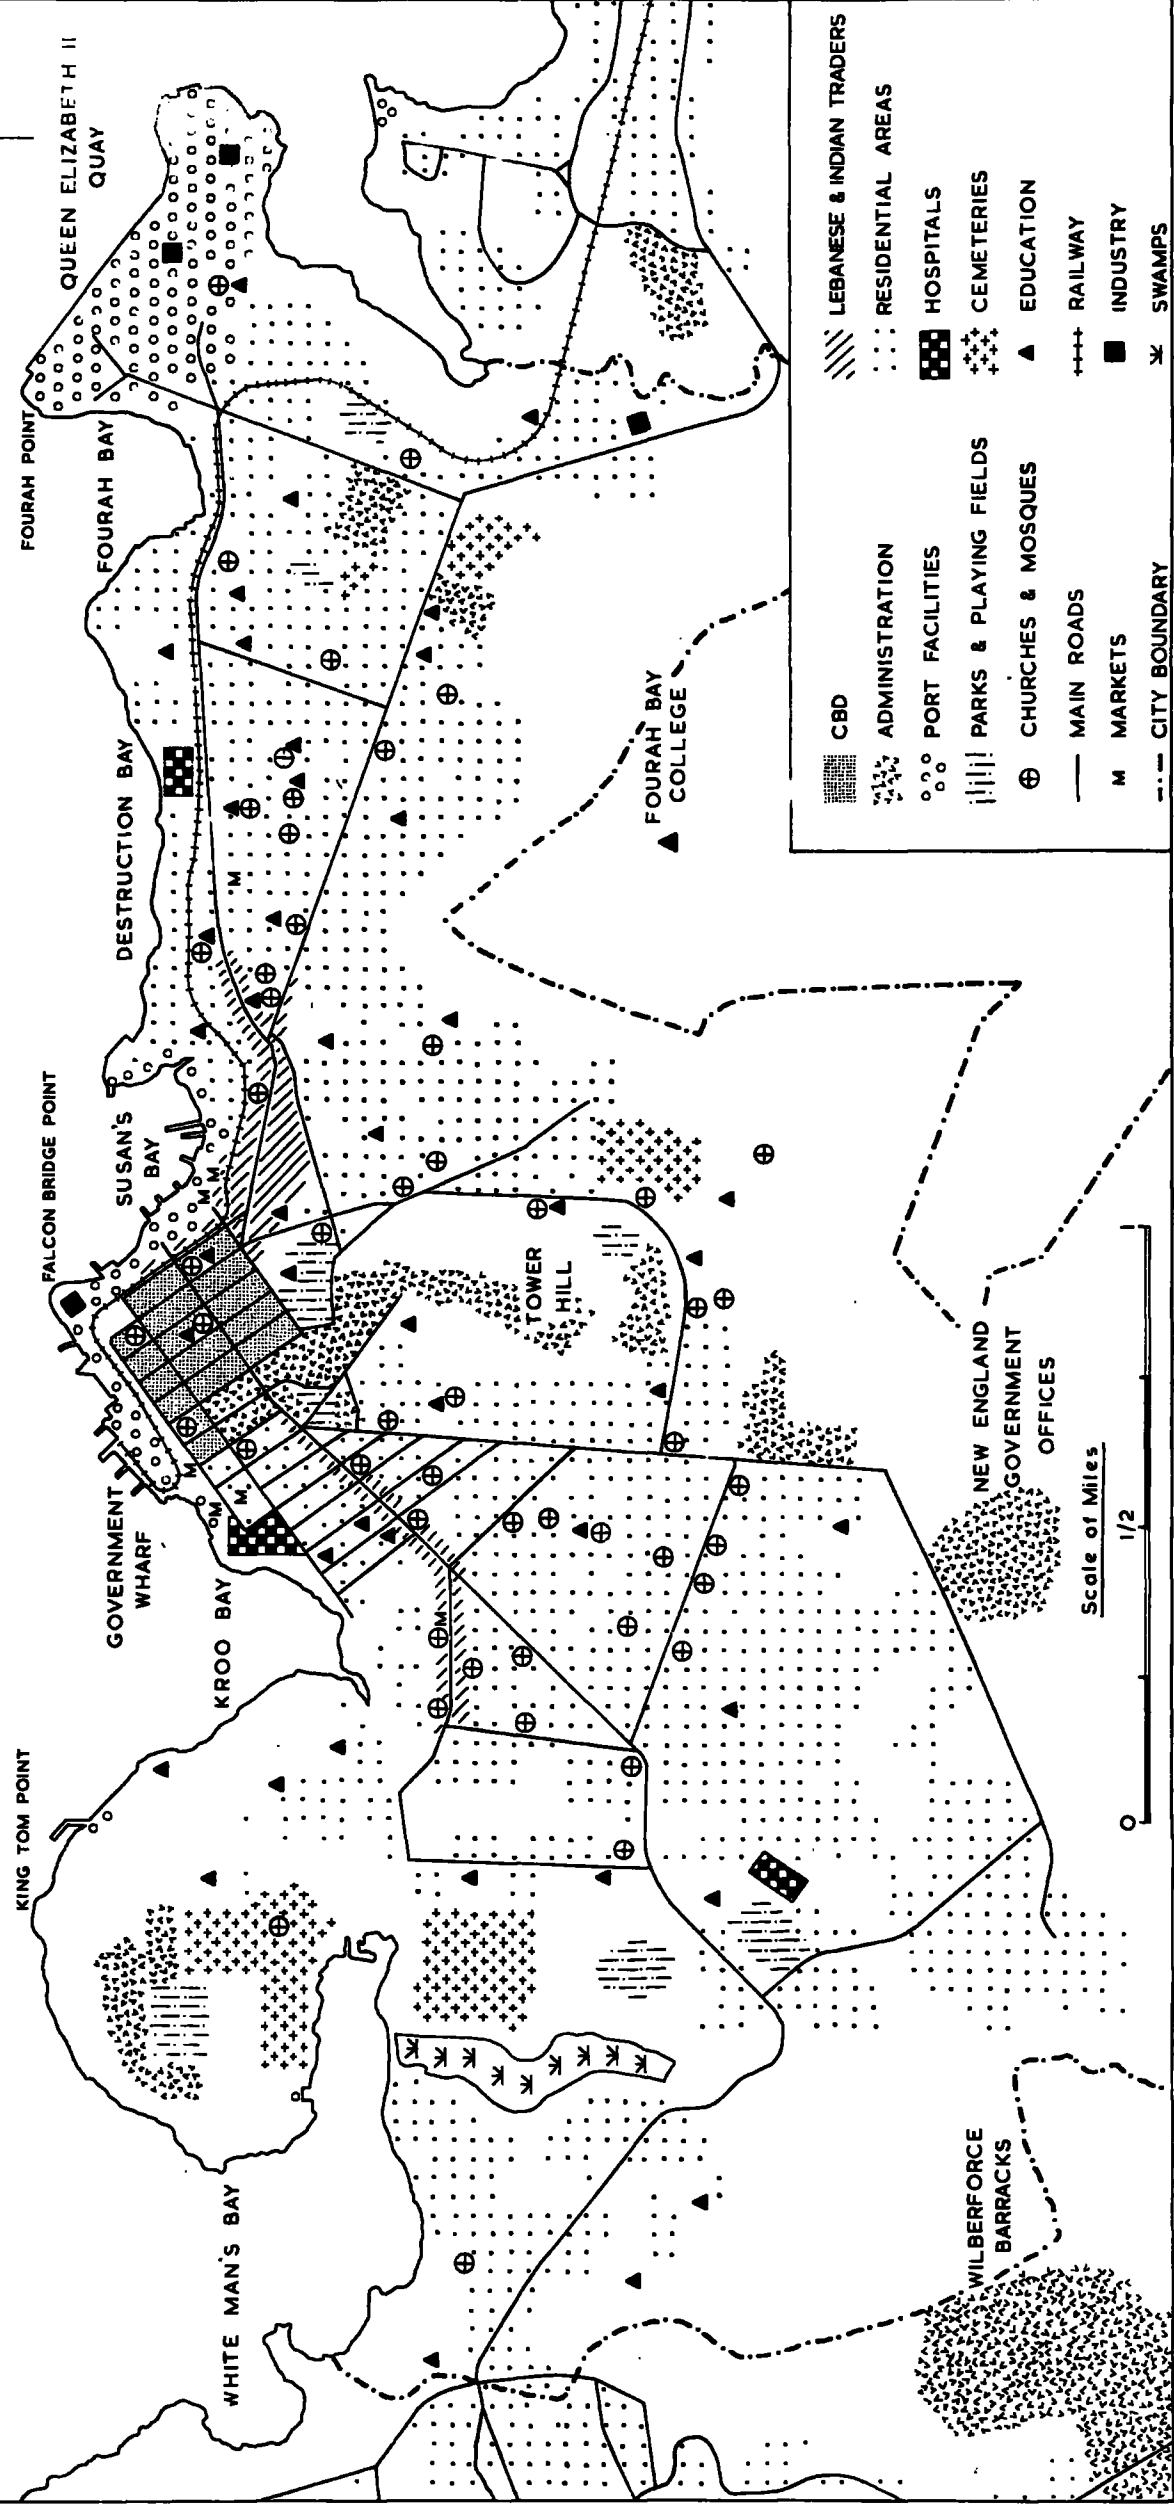 KING TOM POINT
FALCON BRIDGE POINT
FOURAH POINT
QUEEN ELIZABETH II
QUAY
FOURAH BAY
DESTRUCTION BAY
SUSAN'S
BAY
GOVERNMENT
WHARF
KROO BAY
WHITE MAN'S BAY
M
M
M
M
M
M
M
TOWER
HILL
FOURAH BAY
COLLEGE
NEW ENGLAND
GOVERNMENT
OFFICES
WILBERFORCE
BARRACKS
Scale of Miles
0 1/2 1
CBD
ADMINISTRATION
PORT FACILITIES
PARKS & PLAYING FIELDS
CHURCHES & MOSQUES
MAIN ROADS
M MARKETS
CITY BOUNDARY
LEBANESE & INDIAN TRADERS
RESIDENTIAL AREAS
HOSPITALS
CEMETERIES
EDUCATION
RAILWAY
INDUSTRY
SWAMPS